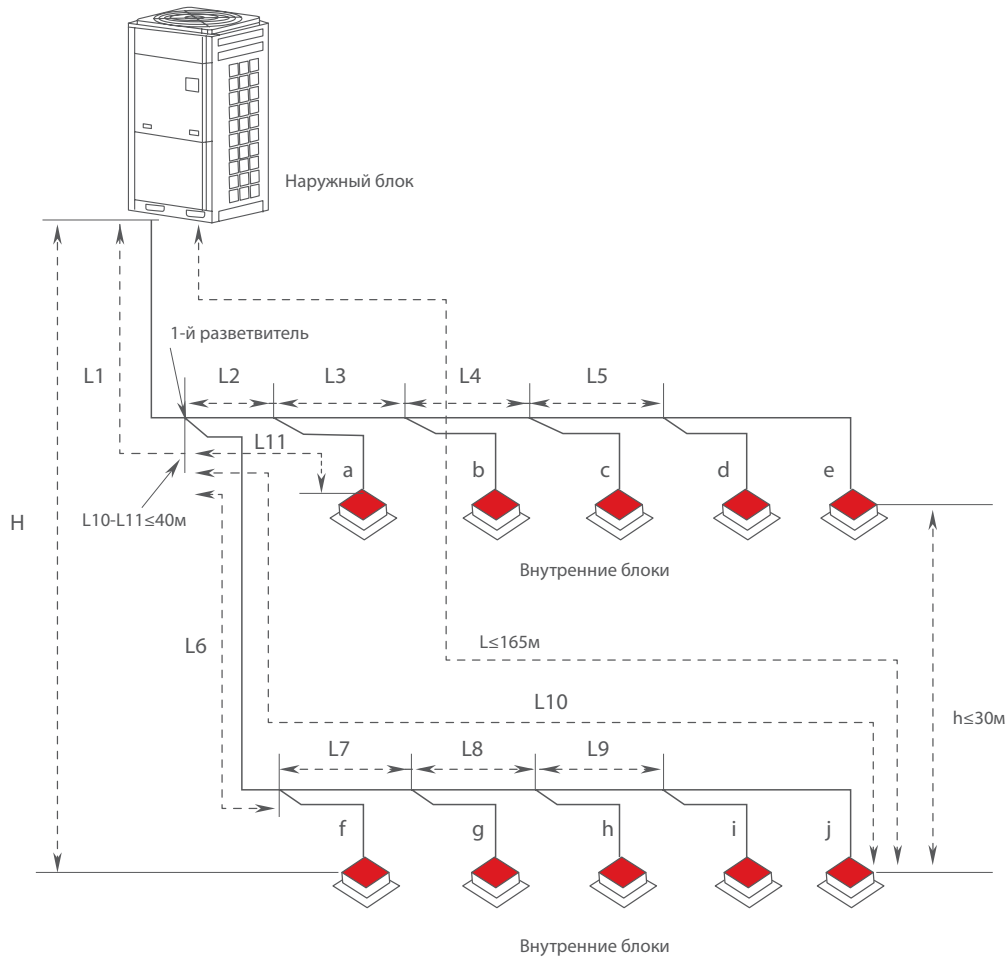 Наружный блок
1-й разветвитель
L1
L2
L3
L4
L5
L11
a
b
c
d
e
L10-L11≤40м
H
Внутренние блоки
L6
L≤165м
L10
h≤30м
L7
L8
L9
f
g
h
i
j
Внутренние блоки